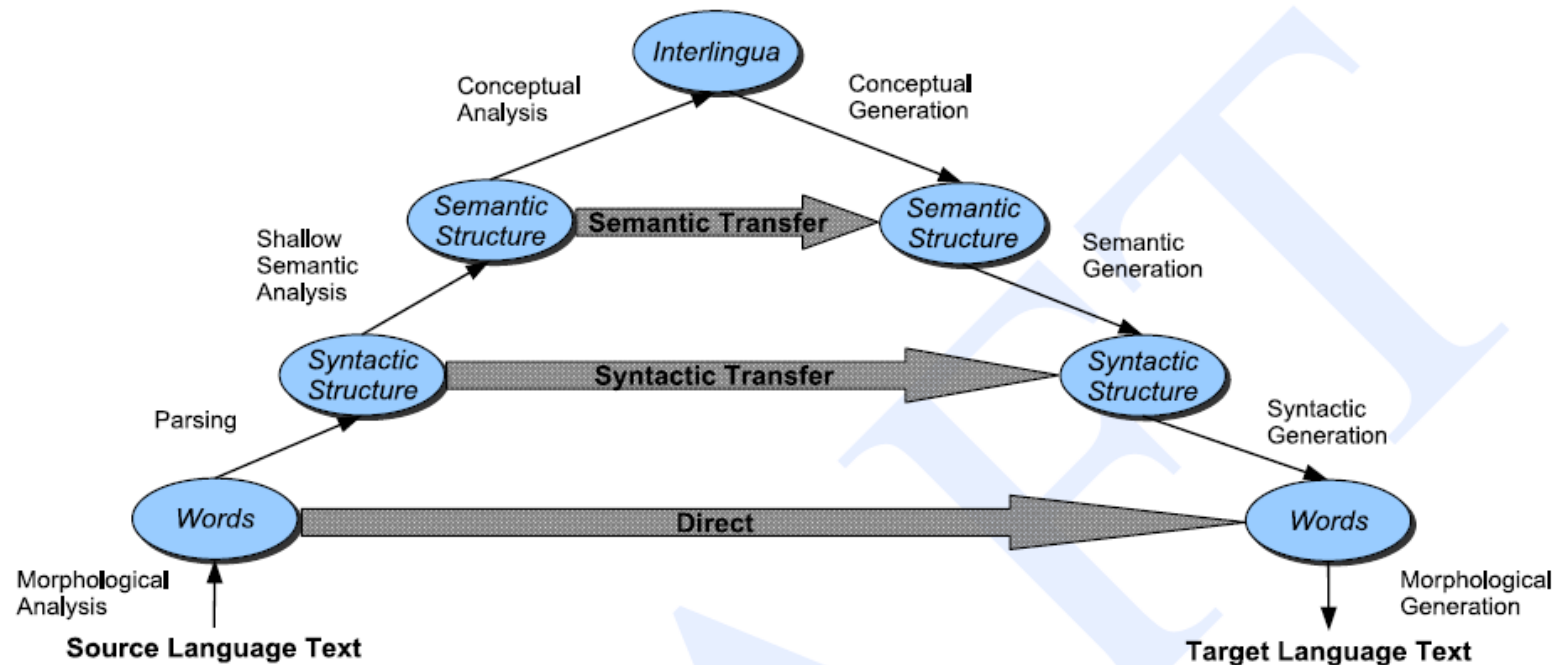 Interlingua
Conceptual
Analysis
Conceptual
Generation
Semantic
Structure
Semantic Transfer
Semantic
Structure
Shallow
Semantic
Analysis
Semantic
Generation
Syntactic
Structure
Syntactic Transfer
Syntactic
Structure
Parsing
Syntactic
Generation
Words
Direct
Words
Morphological
Analysis
Morphological
Generation
Source Language Text
Target Language Text